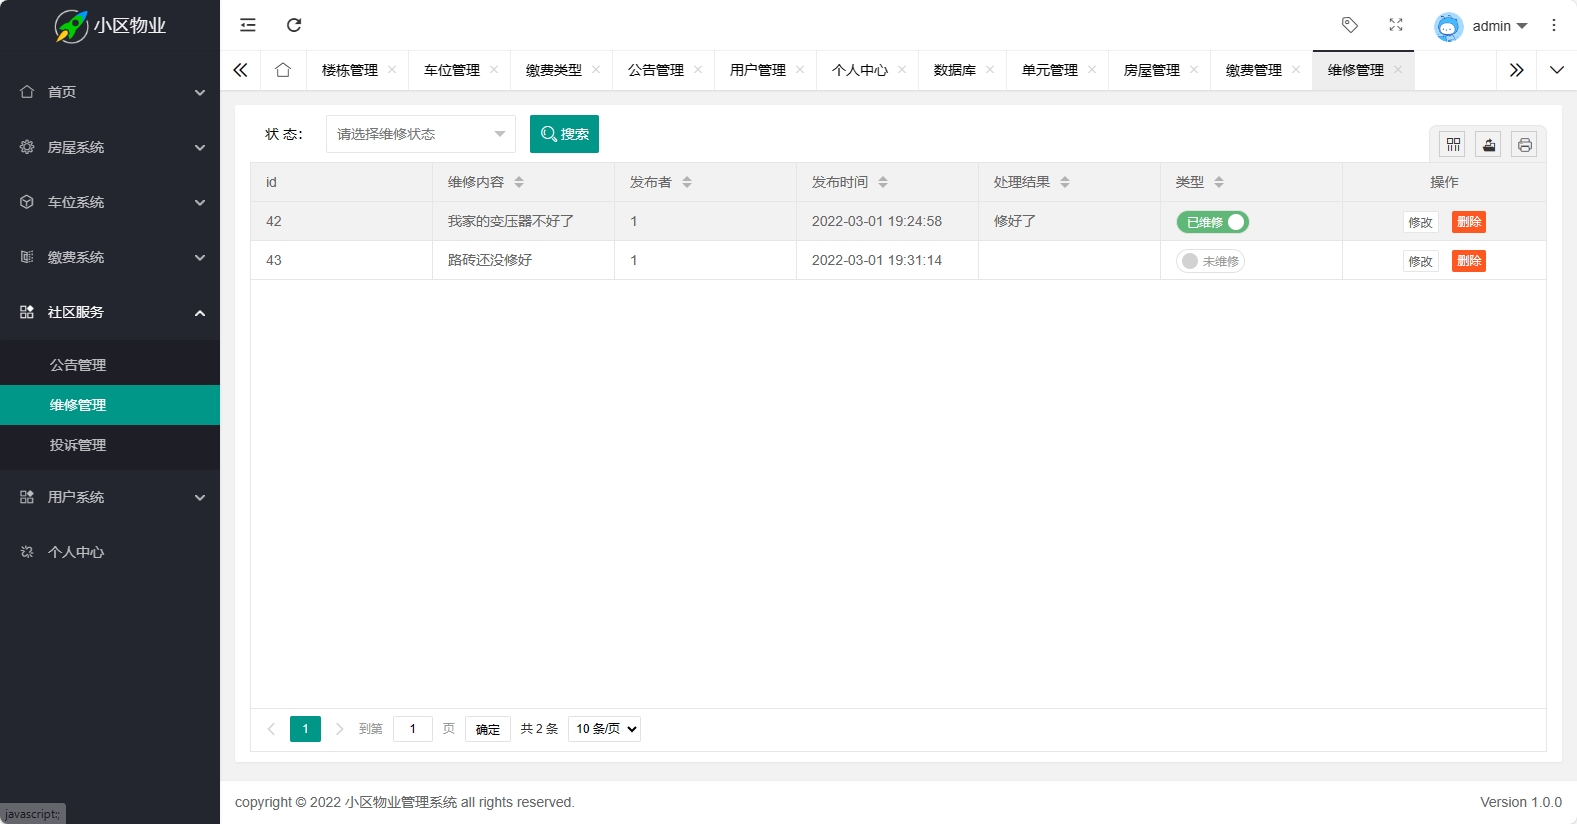 小区物业
admin
楼栋管理 车位管理 缴费类型 公告管理 用户管理 个人中心 数据库 单元管理 房屋管理 缴费管理 维修管理
首页
房屋系统
车位系统
缴费系统
社区服务
公告管理
维修管理
投诉管理
用户系统
个人中心
状 态： 请选择维修状态 搜索
id 维修内容 发布者 发布时间 处理结果 类型 操作
42 我家的变压器不好了 1 2022-03-01 19:24:58 修好了 已维修 修改 删除
43 路砖还没修好 1 2022-03-01 19:31:14 未维修 修改 删除
1 到第 1 页 确定 共 2 条 10 条/页
copyright © 2022 小区物业管理系统 all rights reserved. Version 1.0.0
javascript:;